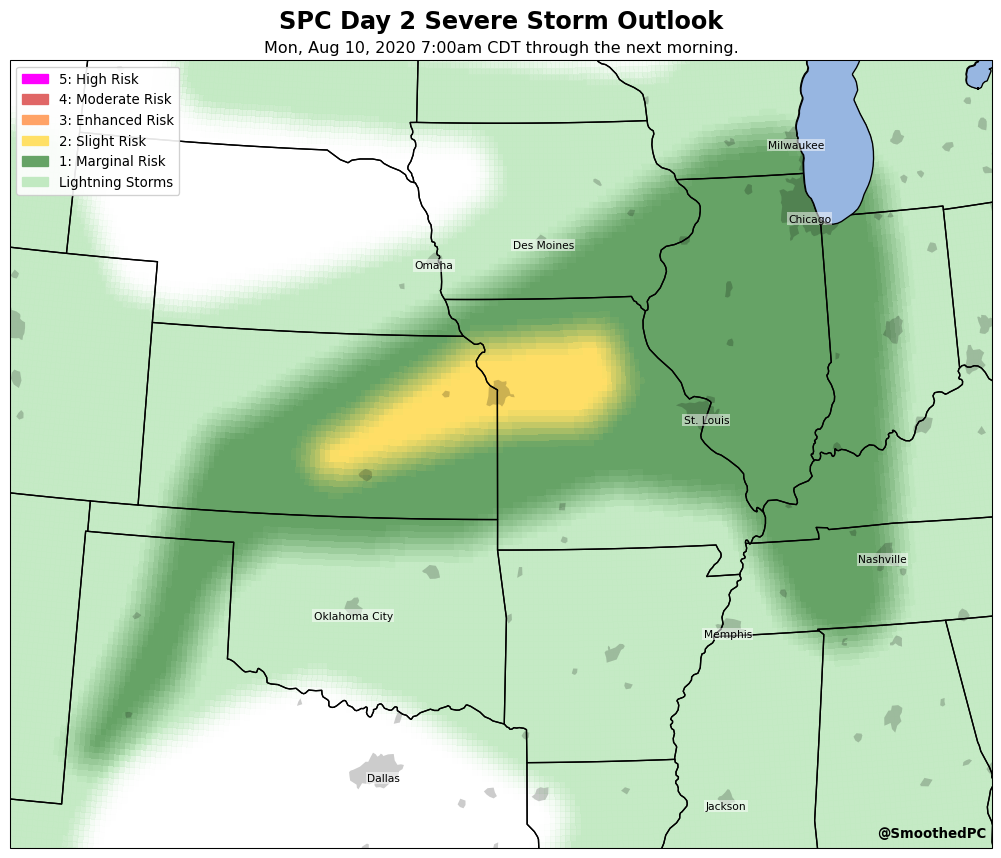 SPC Day 2 Severe Storm Outlook
Mon, Aug 10, 2020 7:00am CDT through the next morning.
5: High Risk
4: Moderate Risk
3: Enhanced Risk
2: Slight Risk
1: Marginal Risk
Lightning Storms
Milwaukee
Chicago
Des Moines
Omaha
St. Louis
Nashville
Oklahoma City
Memphis
Dallas
Jackson
@SmoothedPC